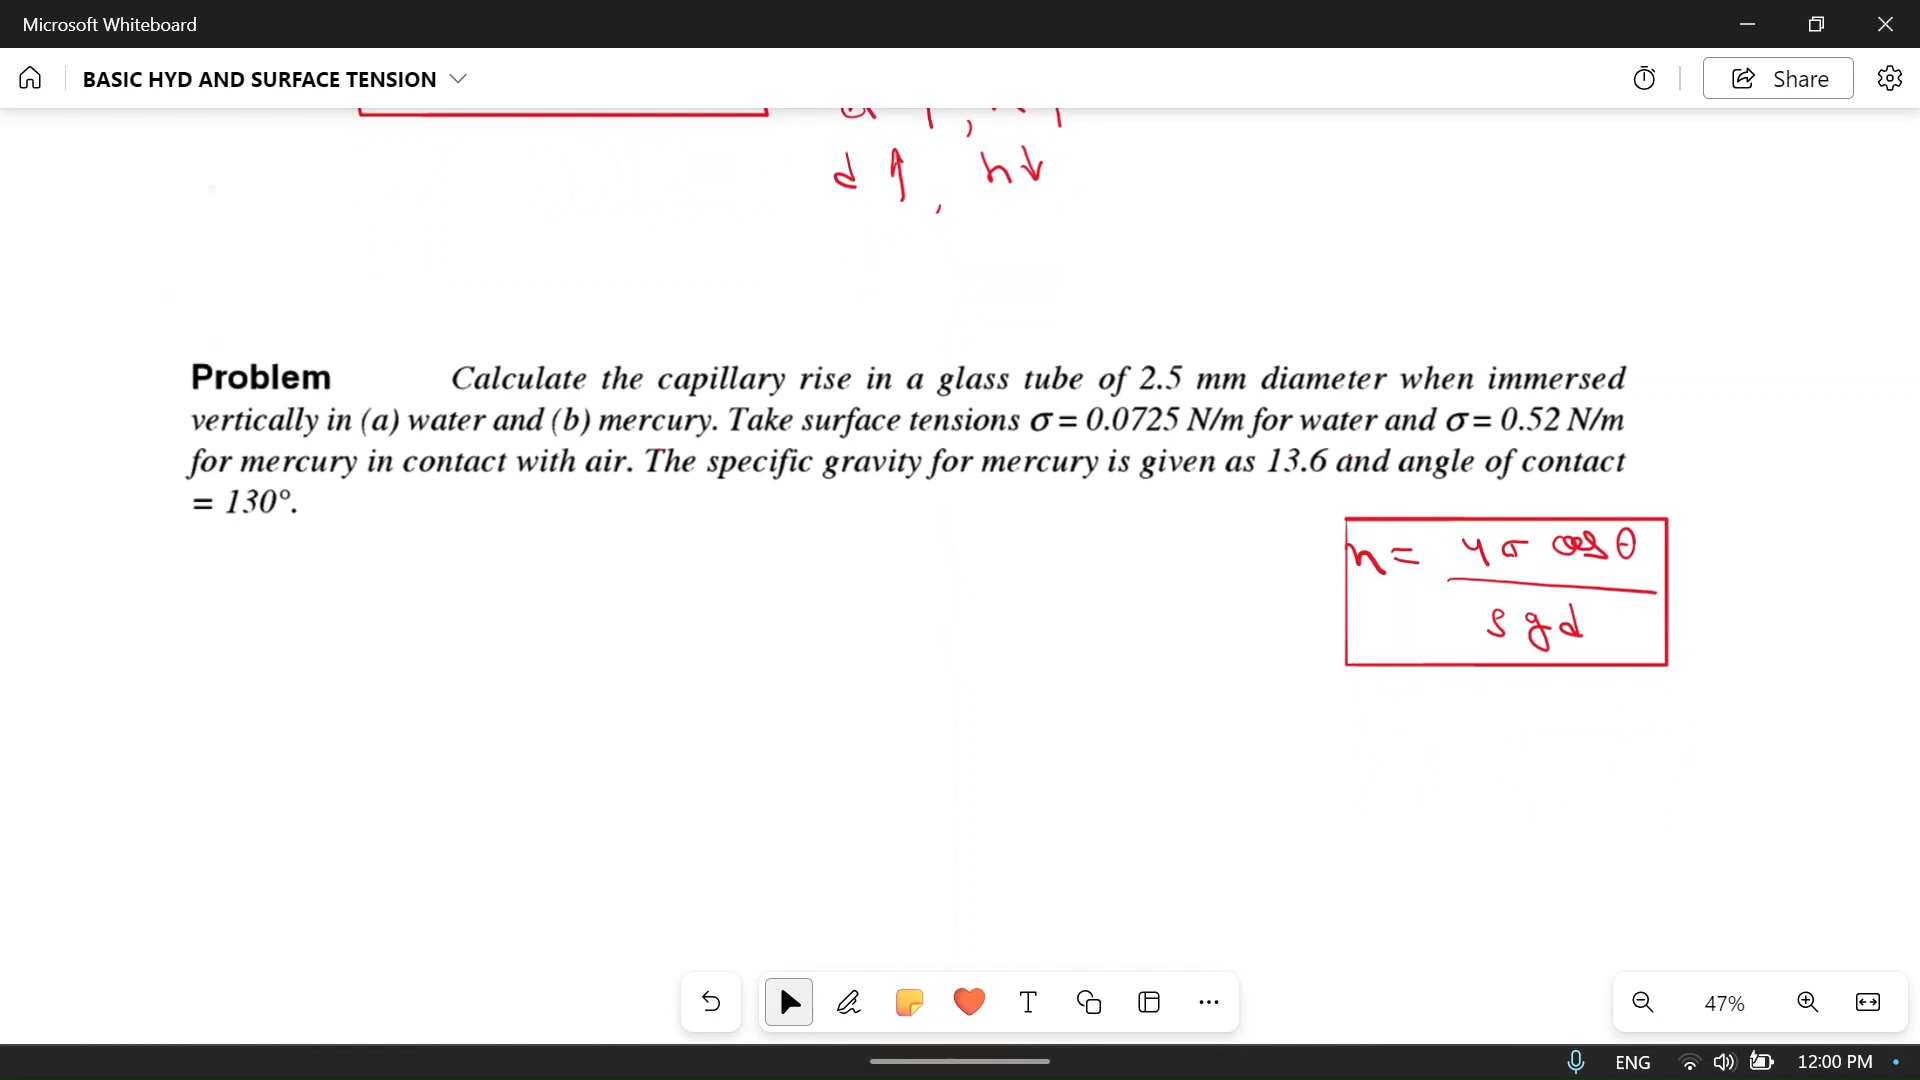 Microsoft Whiteboard
BASIC HYD AND SURFACE TENSION
Share
d ↑, h↓
Problem Calculate the capillary rise in a glass tube of 2.5 mm diameter when immersed
vertically in (a) water and (b) mercury. Take surface tensions σ = 0.0725 N/m for water and σ = 0.52 N/m
for mercury in contact with air. The specific gravity for mercury is given as 13.6 and angle of contact
= 130°.
h = 4σ cos θ
ρ g d
T
47%
ENG
12:00 PM